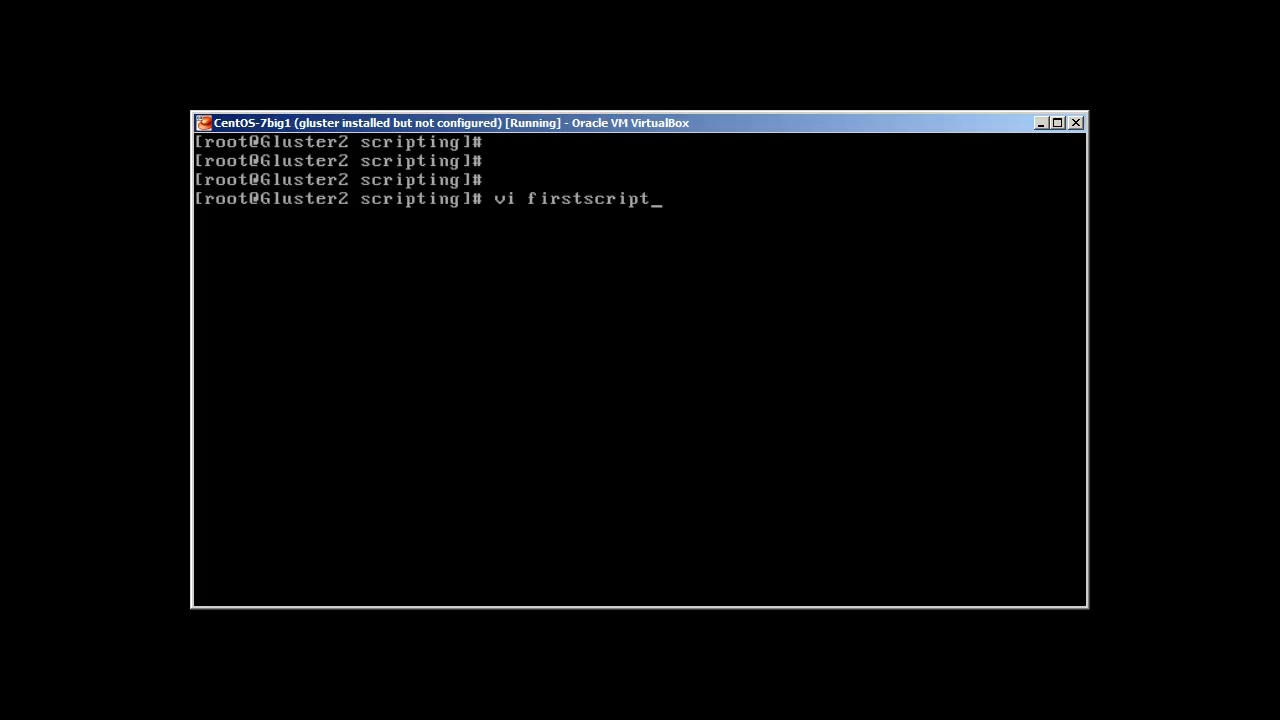 CentOS-7big1 (gluster installed but not configured) [Running] - Oracle VM VirtualBox
[root@Gluster2 scripting]#
[root@Gluster2 scripting]#
[root@Gluster2 scripting]#
[root@Gluster2 scripting]# vi firstscript_